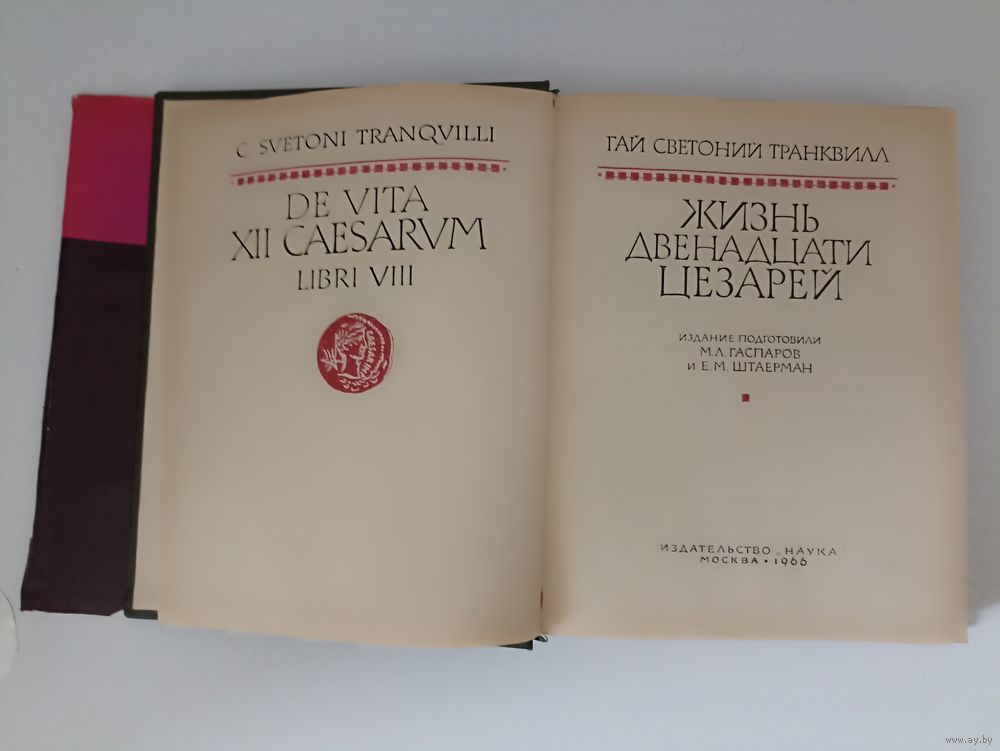 C SVETONI TRANQVILLI
DE VITA
XII CAESARVM
LIBRI VIII
ГАЙ СВЕТОНИЙ ТРАНКВИЛЛ
ЖИЗНЬ
ДВЕНАДЦАТИ
ЦЕЗАРЕЙ
ИЗДАНИЕ ПОДГОТОВИЛИ
М.Л. ГАСПАРОВ
И Е.М. ШТАЕРМАН
ИЗДАТЕЛЬСТВО „НАУКА"
МОСКВА • 1966
www.ay.by